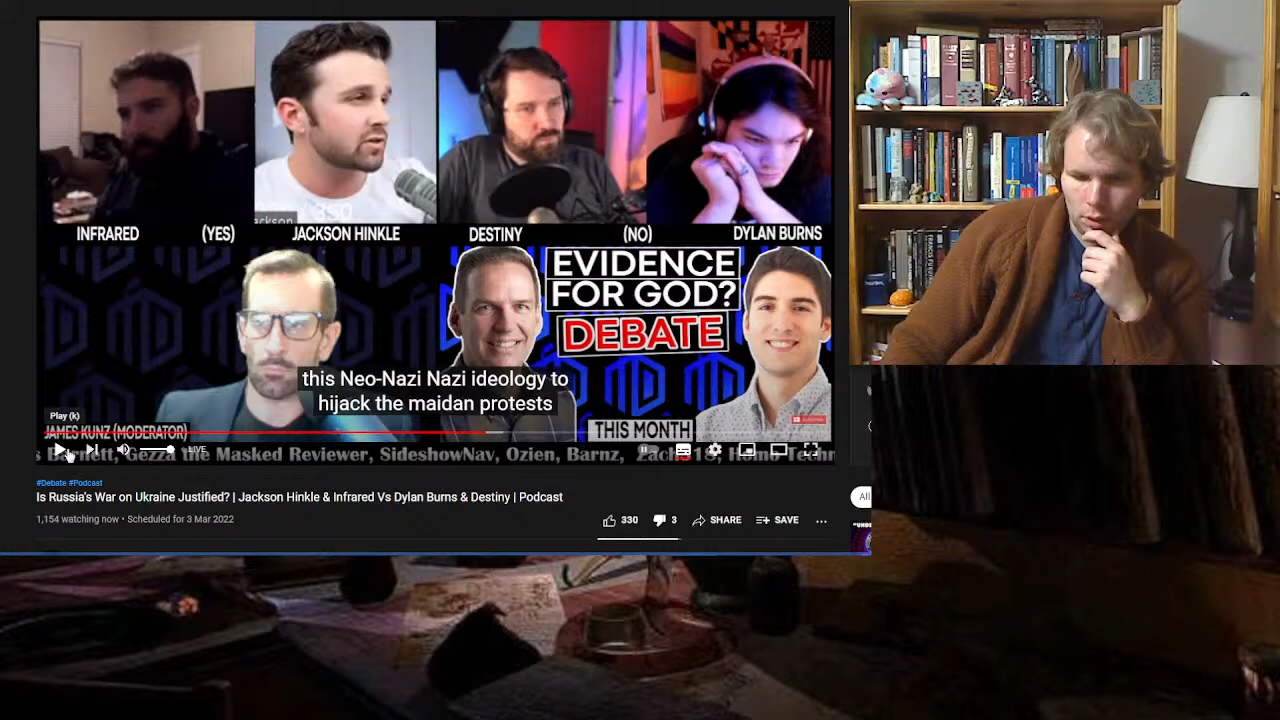 INFRARED (YES) JACKSON HINKLE DESTINY (NO) DYLAN BURNS
EVIDENCE
FOR GOD?
DEBATE
this Neo-Nazi Nazi ideology to
hijack the maidan protests
Play (k)
JAMES KUNZ (MODERATOR)
THIS MONTH
LIVE
s Barnett, Gezza the Masked Reviewer, SideshowNav, Ozien, Barnz,
#Debate #Podcast
Is Russia's War on Ukraine Justified? | Jackson Hinkle & Infrared Vs Dylan Burns & Destiny | Podcast
1,154 watching now • Scheduled for 3 Mar 2022
330 3 SHARE SAVE
All